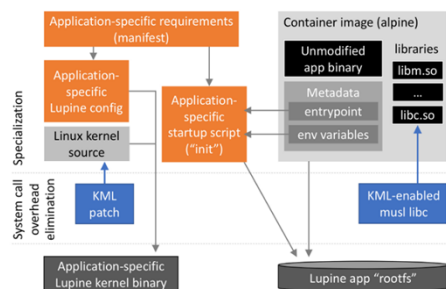 Application-specific requirements
(manifest)
Container image (alpine)
Unmodified
app binary
libraries
libm.so
...
libc.so
Metadata
entrypoint
env variables
Application-
specific
Lupine config
Application-
specific
startup script
("init")
Linux kernel
source
Specialization
System call
overhead
elimination
KML
patch
KML-enabled
musl libc
Application-specific
Lupine kernel binary
Lupine app "rootfs"